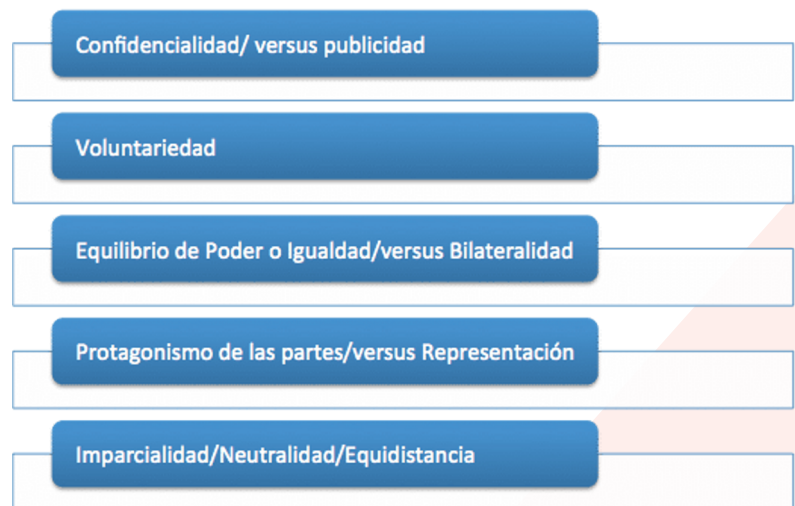 Confidencialidad/ versus publicidad
Voluntariedad
Equilibrio de Poder o Igualdad/versus Bilateralidad
Protagonismo de las partes/versus Representación
Imparcialidad/Neutralidad/Equidistancia